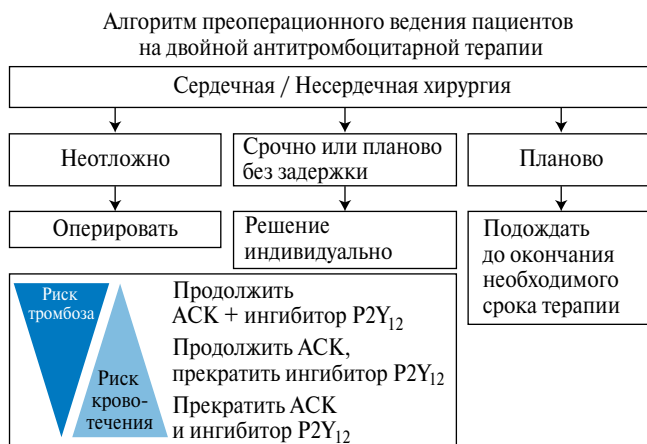 Алгоритм преоперационного ведения пациентов
на двойной антитромбоцитарной терапии
Сердечная / Несердечная хирургия
Неотложно
Срочно или планово
без задержки
Планово
Оперировать
Решение
индивидуально
Подождать
до окончания
необходимого
срока терапии
Риск
тромбоза
Риск
крово-
течения
Продолжить
АСК + ингибитор P2Y₁₂
Продолжить АСК,
прекратить ингибитор P2Y₁₂
Прекратить АСК
и ингибитор P2Y₁₂